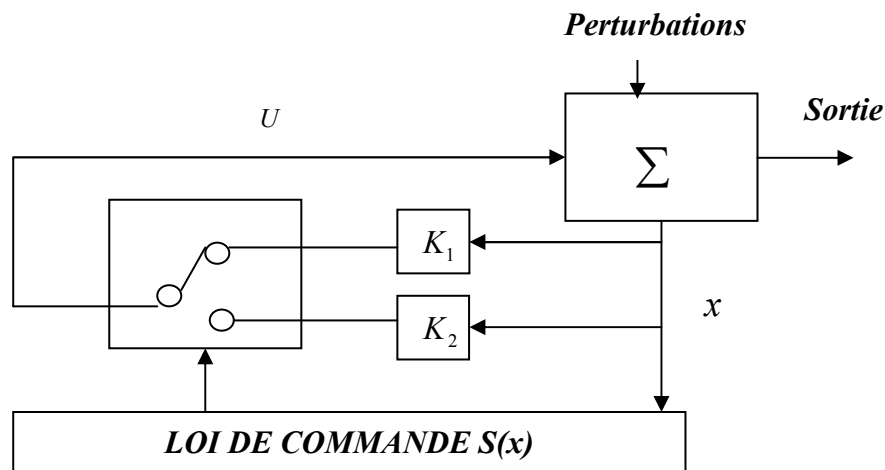 Perturbations
Sortie
U
∑
K₁
x
K₂
LOI DE COMMANDE S(x)